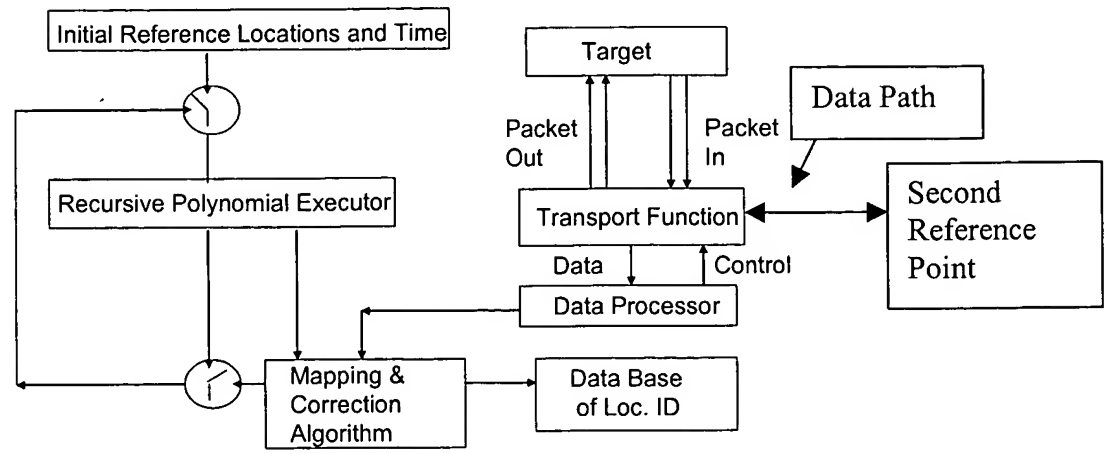 Initial Reference Locations and Time
Target
Data Path
Packet
Out
Packet
In
Recursive Polynomial Executor
Transport Function
Second
Reference
Point
Data
Control
Data Processor
Mapping &
Correction
Algorithm
Data Base
of Loc. ID